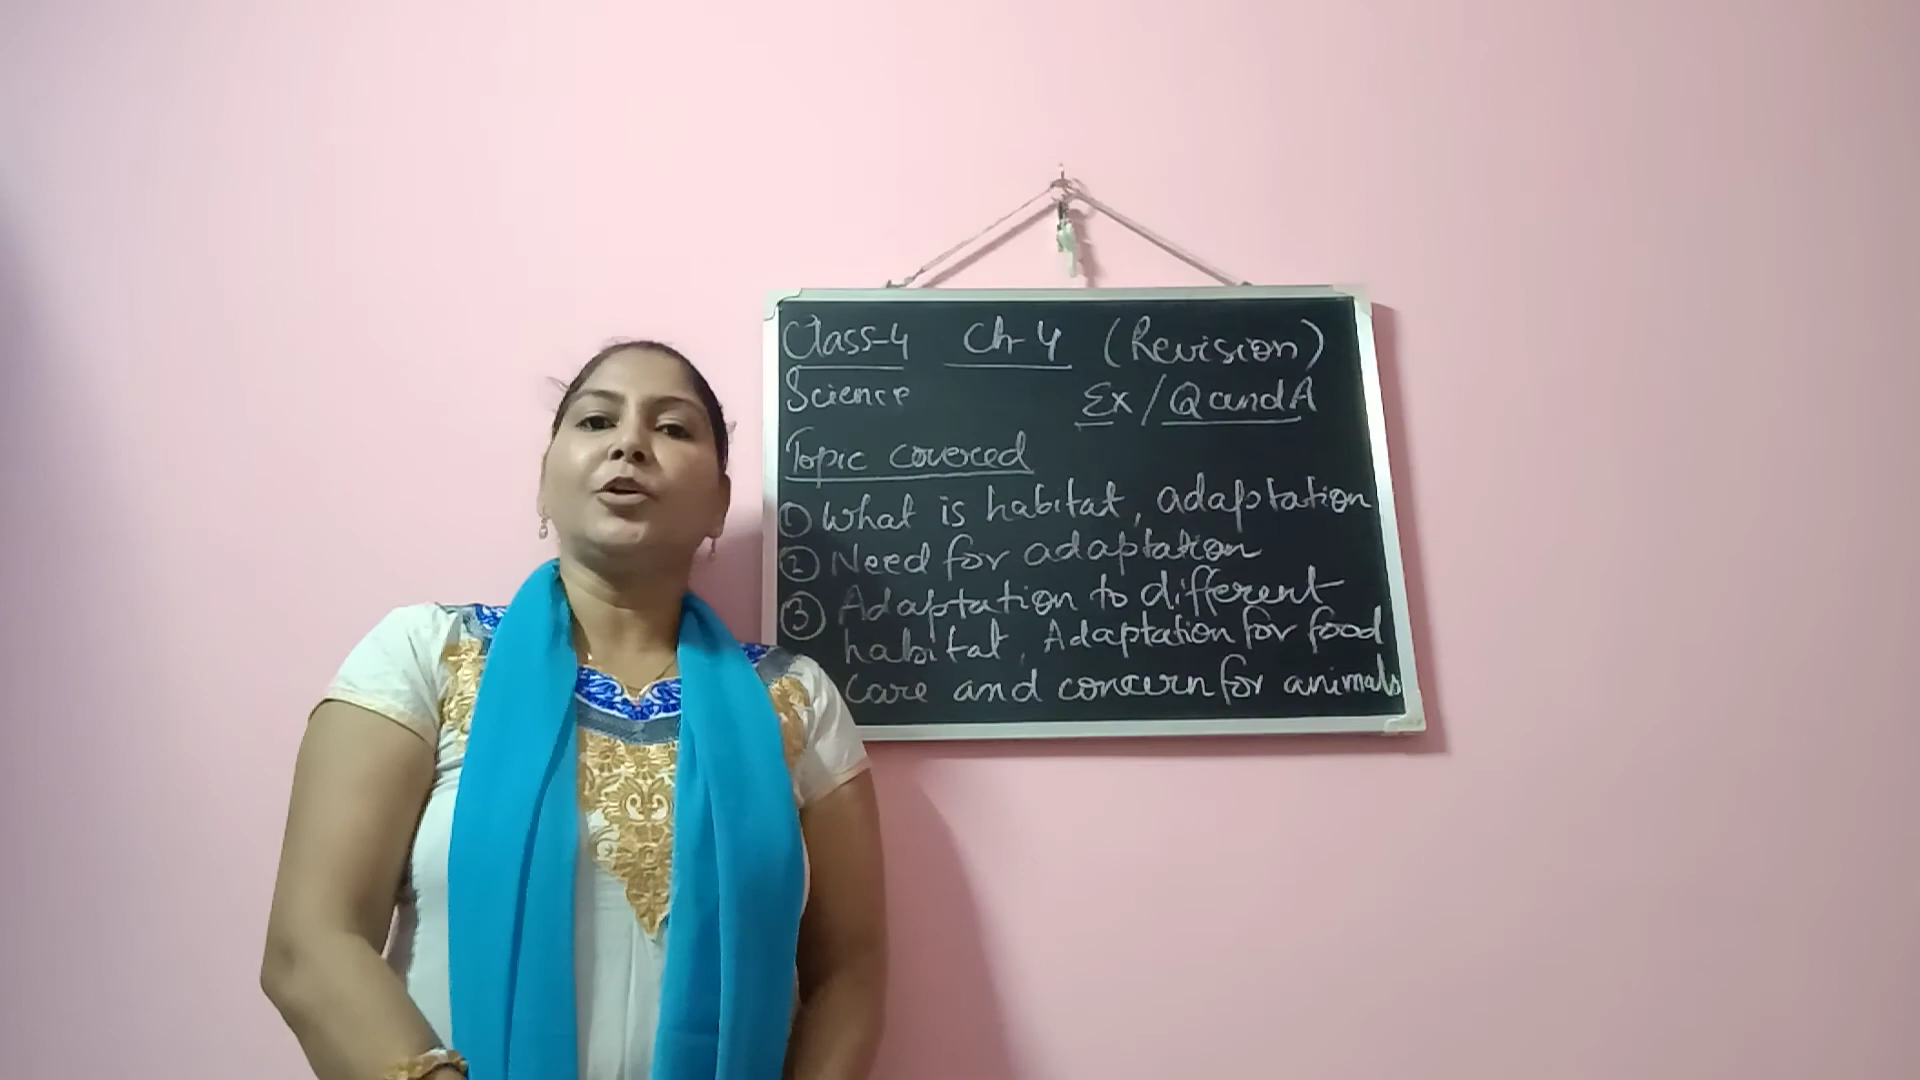 Class-4 Ch-4 (Revision)
Science Ex/Q and A
Topic covered
① What is habitat, adaptation
② Need for adaptation
③ Adaptation to different
habitat, Adaptation for food
care and concern for animals